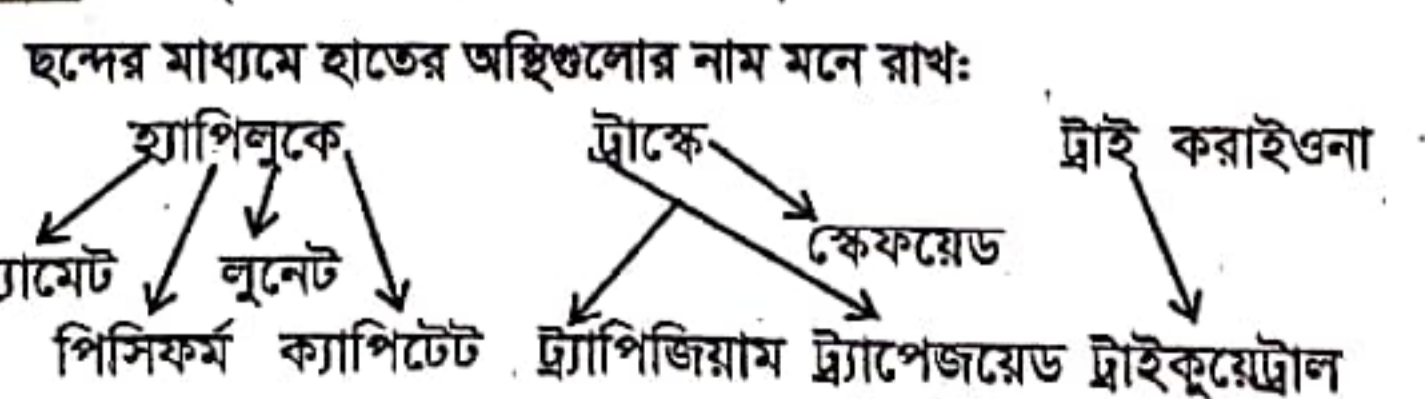 ছন্দের মাধ্যমে হাতের অস্থিগুলোর নাম মনে রাখঃ
হ্যাপিলুকে ট্রাস্কে ট্রাই করাইওনা
্যামেট লুনেট স্কেফয়েড
পিসিফর্ম ক্যাপিটেট ট্র্যাপিজিয়াম ট্র্যাপেজয়েড ট্রাইকুয়েট্রাল